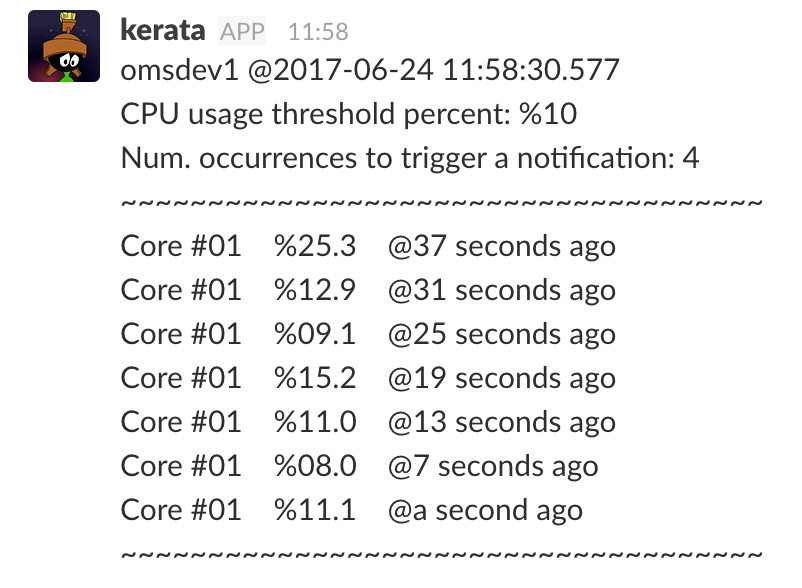 kerata APP 11:58
omsdev1 @2017-06-24 11:58:30.577
CPU usage threshold percent: %10
Num. occurrences to trigger a notification: 4
~~~~~~~~~~~~~~~~~~~~~~~~~~~~~~~~~~~~~
Core #01 %25.3 @37 seconds ago
Core #01 %12.9 @31 seconds ago
Core #01 %09.1 @25 seconds ago
Core #01 %15.2 @19 seconds ago
Core #01 %11.0 @13 seconds ago
Core #01 %08.0 @7 seconds ago
Core #01 %11.1 @a second ago
~~~~~~~~~~~~~~~~~~~~~~~~~~~~~~~~~~~~~